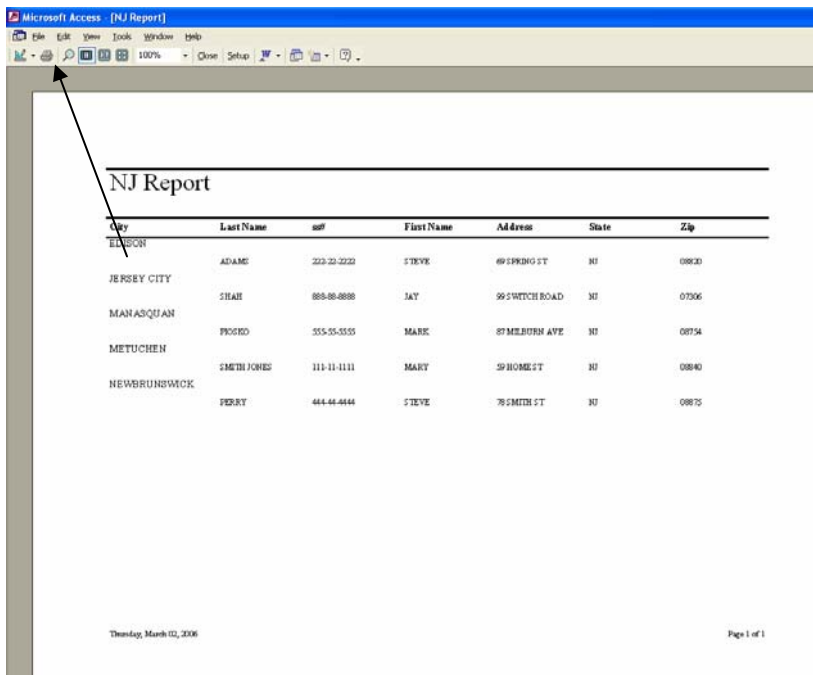 Microsoft Access - [NJ Report]
File Edit View Tools Window Help
100% Close Setup
NJ Report
City Last Name ss# First Name Address State Zip
EDISON
ADAMS 222-22-2222 STEVE 69 SPRING ST NJ 08820
JERSEY CITY
SHAH 888-88-8888 JAY 99 SWITCH ROAD NJ 07306
MANASQUAN
PIOSKO 555-55-5555 MARK 87 MILBURN AVE NJ 08754
METUCHEN
SMITH JONES 111-11-1111 MARY 59 HOME ST NJ 08840
NEWBRUNSWICK
PERRY 444-44-4444 STEVE 78 SMITH ST NJ 08875
Thursday, March 02, 2006 Page 1 of 1